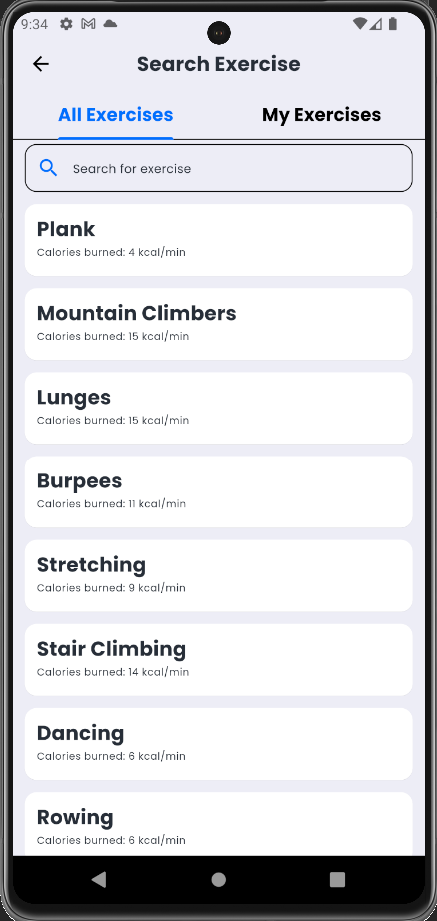 9:34
Search Exercise
All Exercises
My Exercises
Search for exercise
Plank
Calories burned: 4 kcal/min
Mountain Climbers
Calories burned: 15 kcal/min
Lunges
Calories burned: 15 kcal/min
Burpees
Calories burned: 11 kcal/min
Stretching
Calories burned: 9 kcal/min
Stair Climbing
Calories burned: 14 kcal/min
Dancing
Calories burned: 6 kcal/min
Rowing
Calories burned: 6 kcal/min